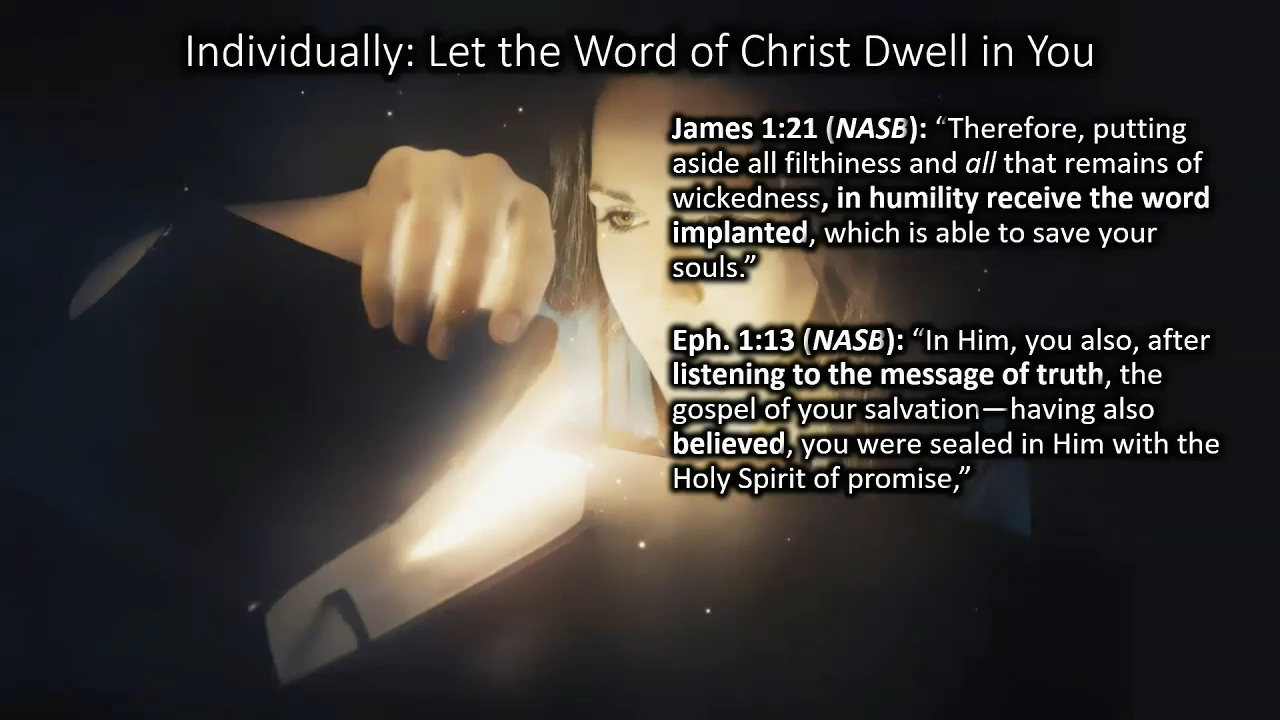 Individually: Let the Word of Christ Dwell in You
James 1:21 (NASB): “Therefore, putting
aside all filthiness and all that remains of
wickedness, in humility receive the word
implanted, which is able to save your
souls.”
Eph. 1:13 (NASB): “In Him, you also, after
listening to the message of truth, the
gospel of your salvation—having also
believed, you were sealed in Him with the
Holy Spirit of promise,”